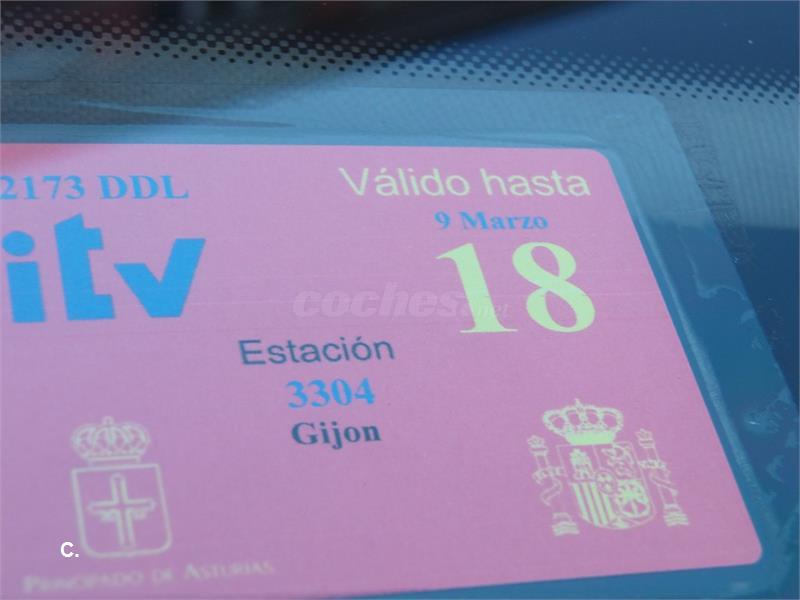 2173 DDL
Válido hasta
9 Marzo
18
itv
coches.net
Estación
3304
Gijon
C.
PRINCIPADO DE ASTURIAS